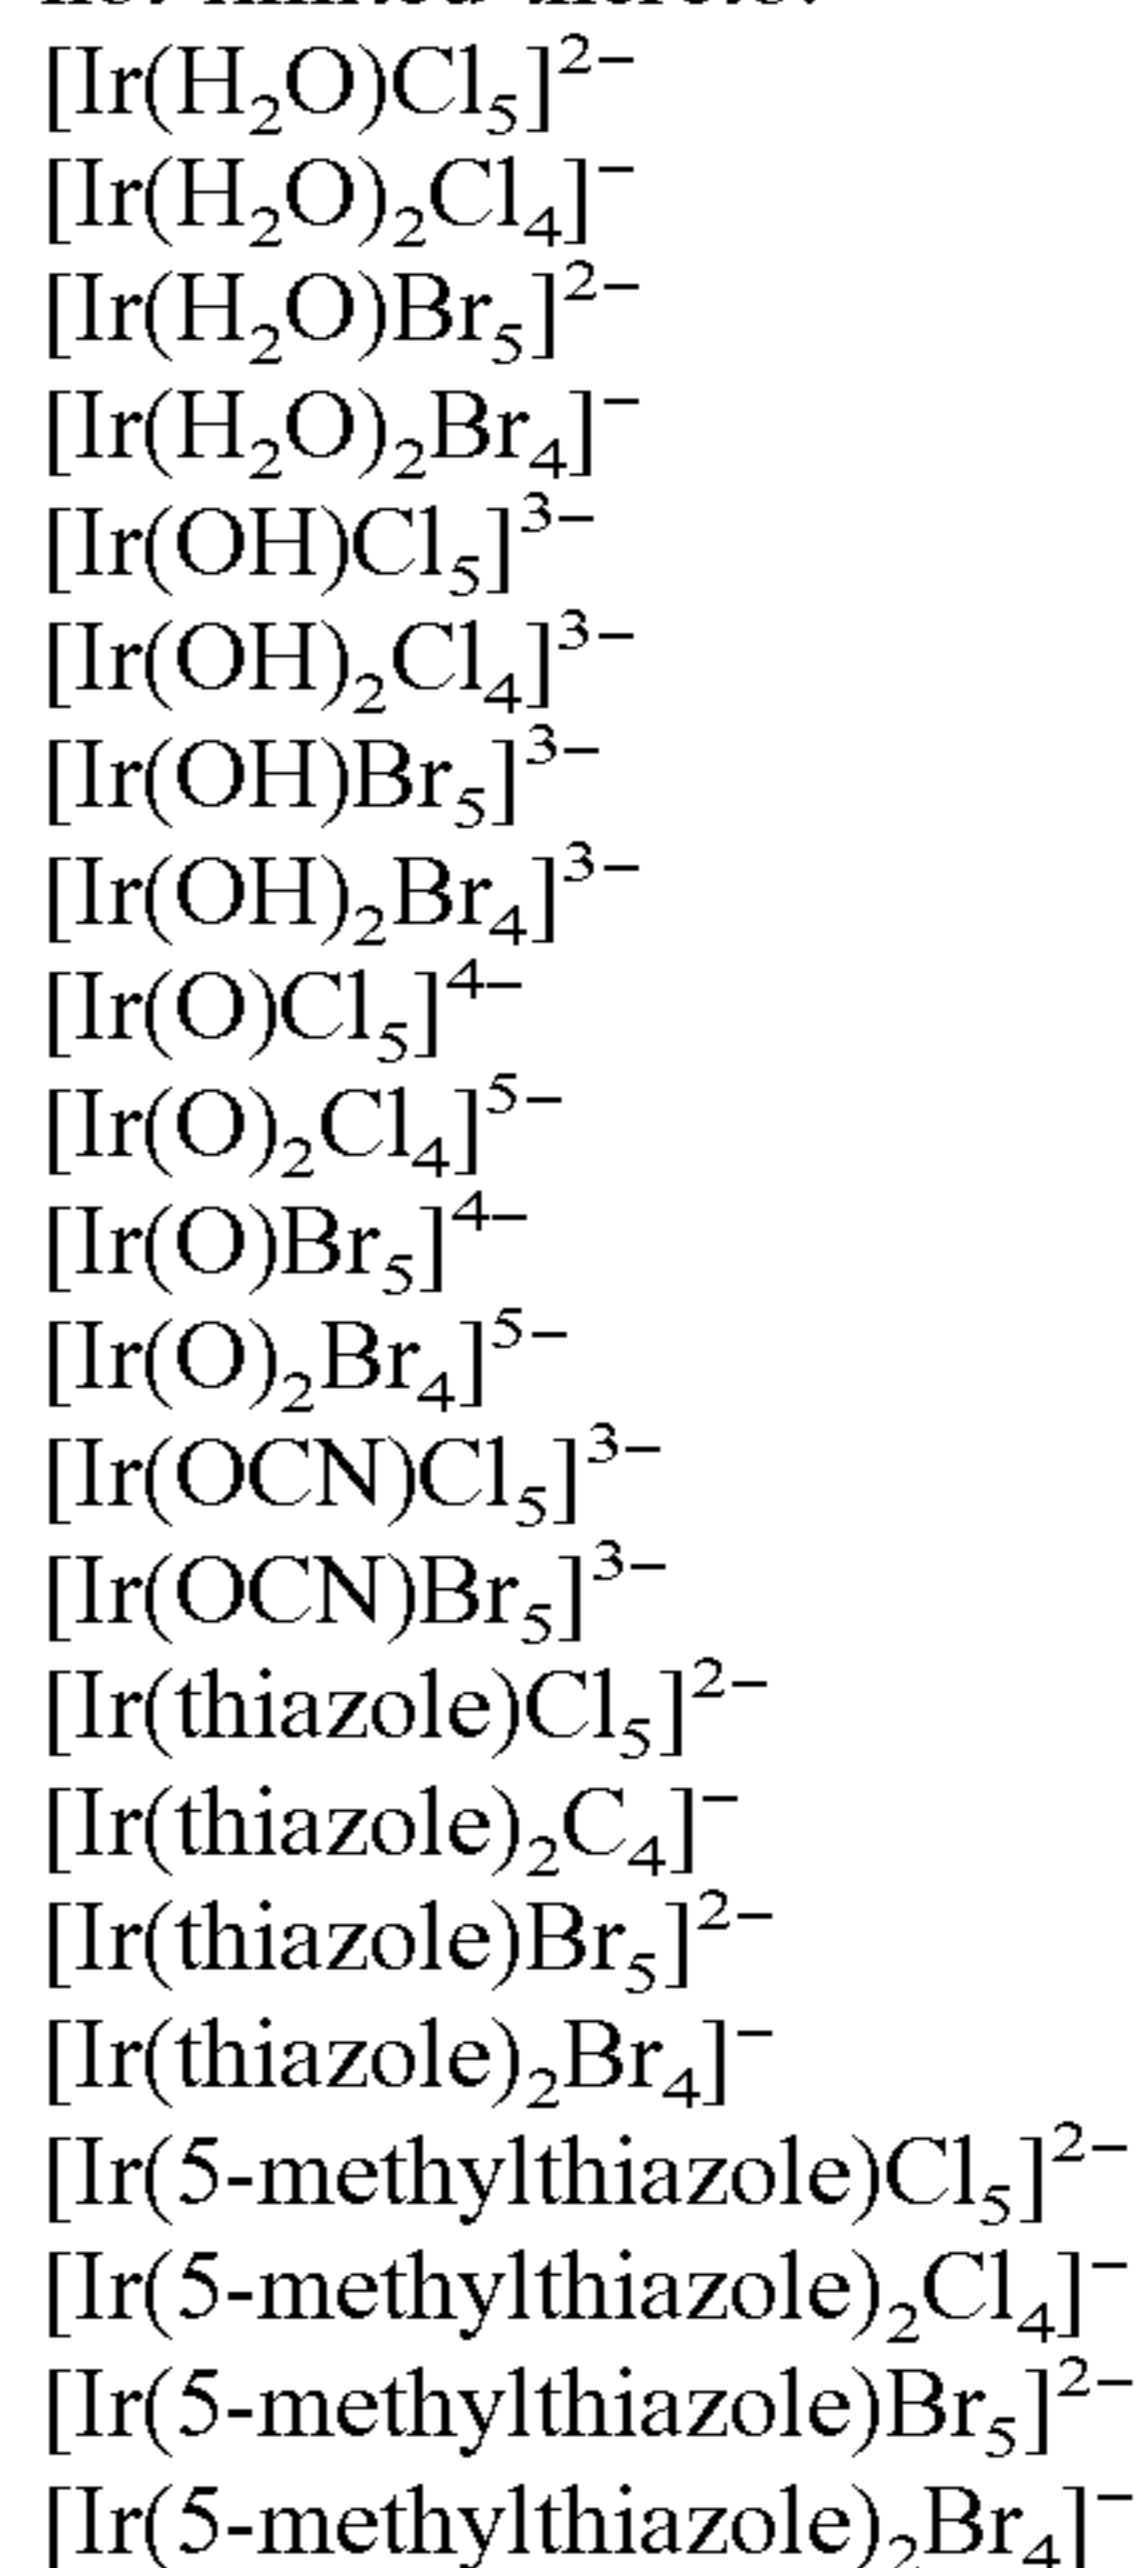 [Ir(H₂O)Cl₅]²⁻
[Ir(H₂O)₂Cl₄]⁻
[Ir(H₂O)Br₅]²⁻
[Ir(H₂O)₂Br₄]⁻
[Ir(OH)Cl₅]³⁻
[Ir(OH)₂Cl₄]³⁻
[Ir(OH)Br₅]³⁻
[Ir(OH)₂Br₄]³⁻
[Ir(O)Cl₅]⁴⁻
[Ir(O)₂Cl₄]⁵⁻
[Ir(O)Br₅]⁴⁻
[Ir(O)₂Br₄]⁵⁻
[Ir(OCN)Cl₅]³⁻
[Ir(OCN)Br₅]³⁻
[Ir(thiazole)Cl₅]²⁻
[Ir(thiazole)₂C₄]⁻
[Ir(thiazole)Br₅]²⁻
[Ir(thiazole)₂Br₄]⁻
[Ir(5-methylthiazole)Cl₅]²⁻
[Ir(5-methylthiazole)₂Cl₄]⁻
[Ir(5-methylthiazole)Br₅]²⁻
[Ir(5-methylthiazole)₂Br₄]⁻